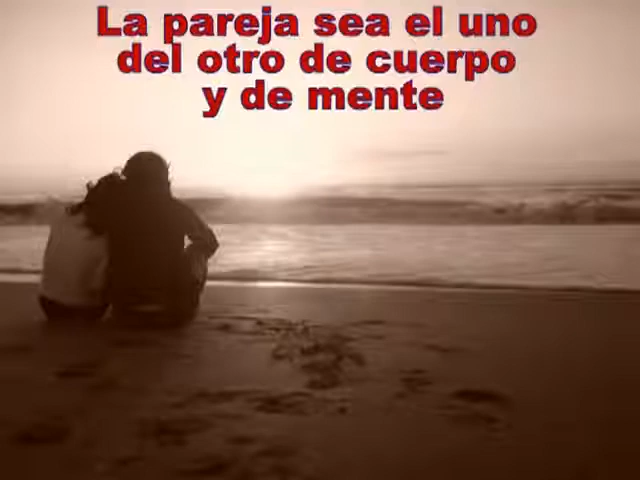 La pareja sea el uno
del otro de cuerpo
y de mente